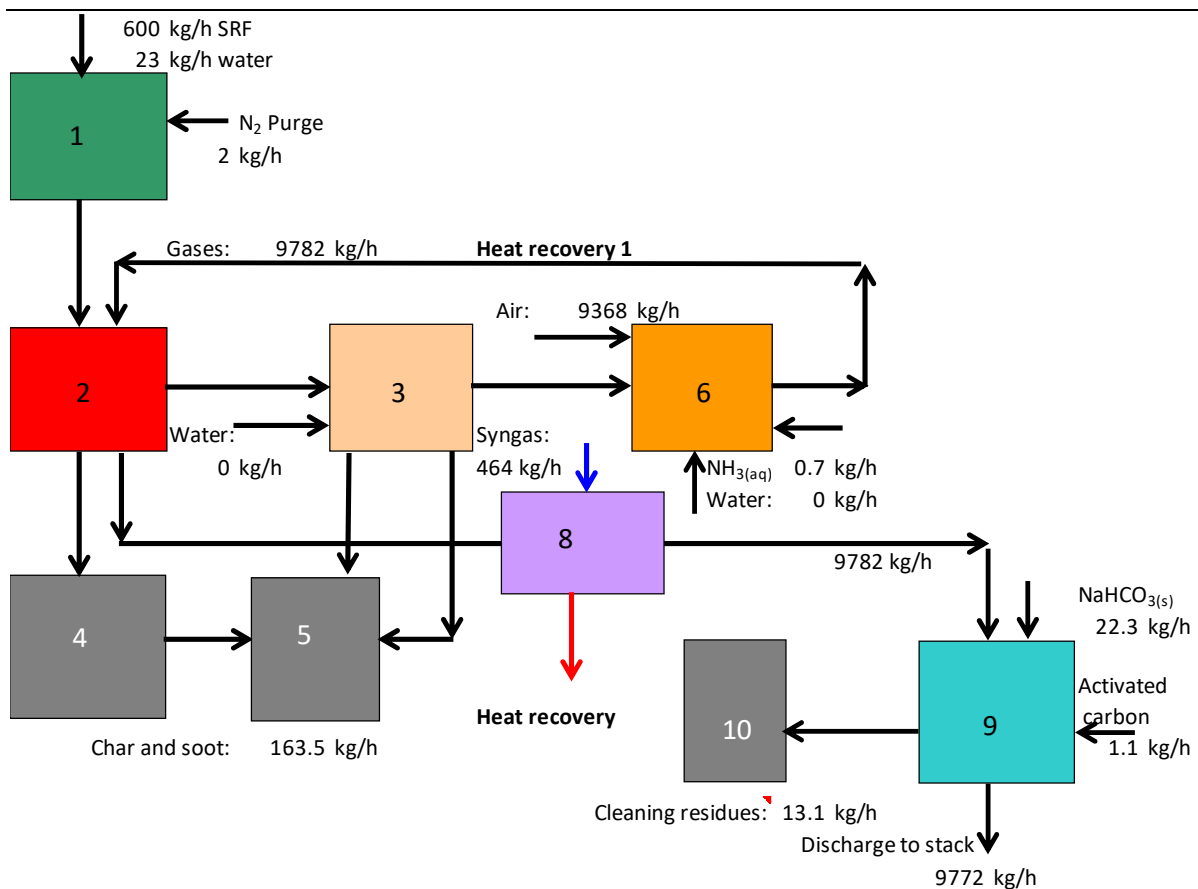 600 kg/h SRF
23 kg/h water
1
N₂ Purge
2 kg/h
Gases: 9782 kg/h Heat recovery 1
Air: 9368 kg/h
2
3
6
Water:
0 kg/h
Syngas:
464 kg/h
NH₃₍aq₎ 0.7 kg/h
Water: 0 kg/h
8
9782 kg/h
NaHCO₃₍s₎
22.3 kg/h
4
5
Activated
carbon
1.1 kg/h
10
9
Heat recovery
Char and soot: 163.5 kg/h
Cleaning residues: 13.1 kg/h
Discharge to stack
9772 kg/h